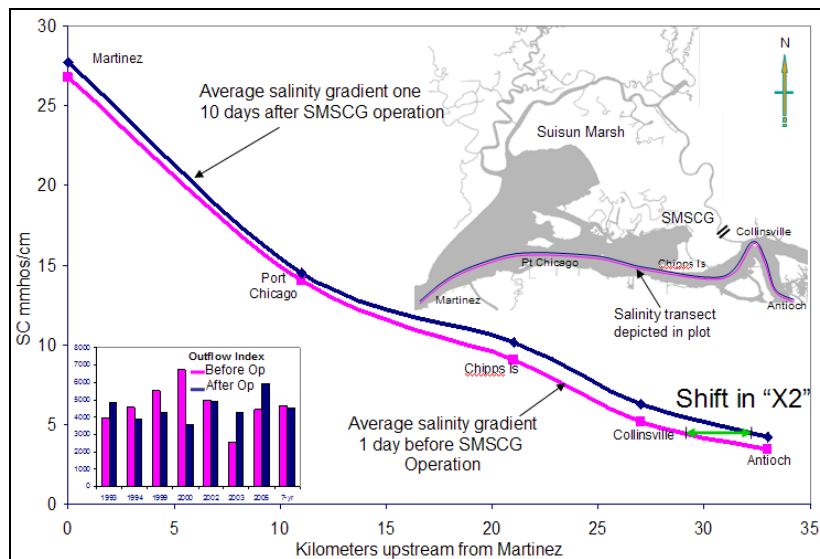 30
25
20
15
10
5
0
SC mmhos/cm
0
5
10
15
20
25
30
35
Kilometers upstream from Martinez
Martinez
Average salinity gradient one
10 days after SMSCG operation
Port
Chicago
Chipps Is
Average salinity gradient
1 day before SMSCG
Operation
Collinsville
Antioch
Shift in "X2"
N
Suisun Marsh
SMSCG
Collinsville
Pt Chicago
Chipps Is
Martinez
Antioch
Salinity transect
depicted in plot
Outflow Index
Before Op
After Op
8000
7000
6000
5000
4000
3000
2000
1000
0
1993
1994
1999
2000
2002
2003
2005
7-yr